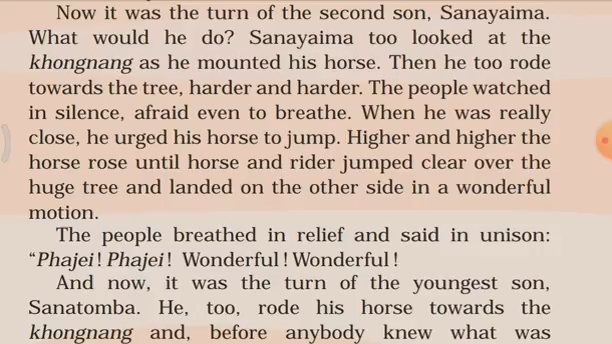 Now it was the turn of the second son, Sanayaima.
What would he do? Sanayaima too looked at the
khongnang as he mounted his horse. Then he too rode
towards the tree, harder and harder. The people watched
in silence, afraid even to breathe. When he was really
close, he urged his horse to jump. Higher and higher the
horse rose until horse and rider jumped clear over the
huge tree and landed on the other side in a wonderful
motion.
The people breathed in relief and said in unison:
“Phajei! Phajei! Wonderful! Wonderful!
And now, it was the turn of the youngest son,
Sanatomba. He, too, rode his horse towards the
khongnang and, before anybody knew what was